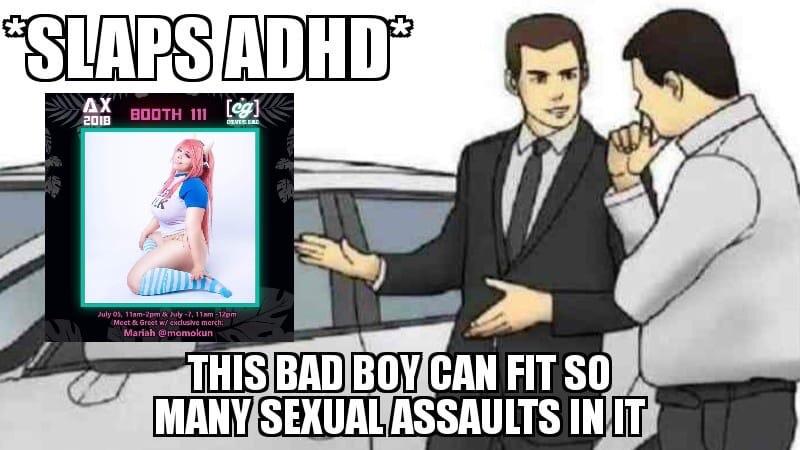 *SLAPS ADHD*
AX
2018
BOOTH 111
[cg]
July 05, 11am-2pm & July -7, 11am -12pm
Meet & Greet w/ exclusive merch:
Mariah @momokun
THIS BAD BOY CAN FIT SO
MANY SEXUAL ASSAULTS IN IT